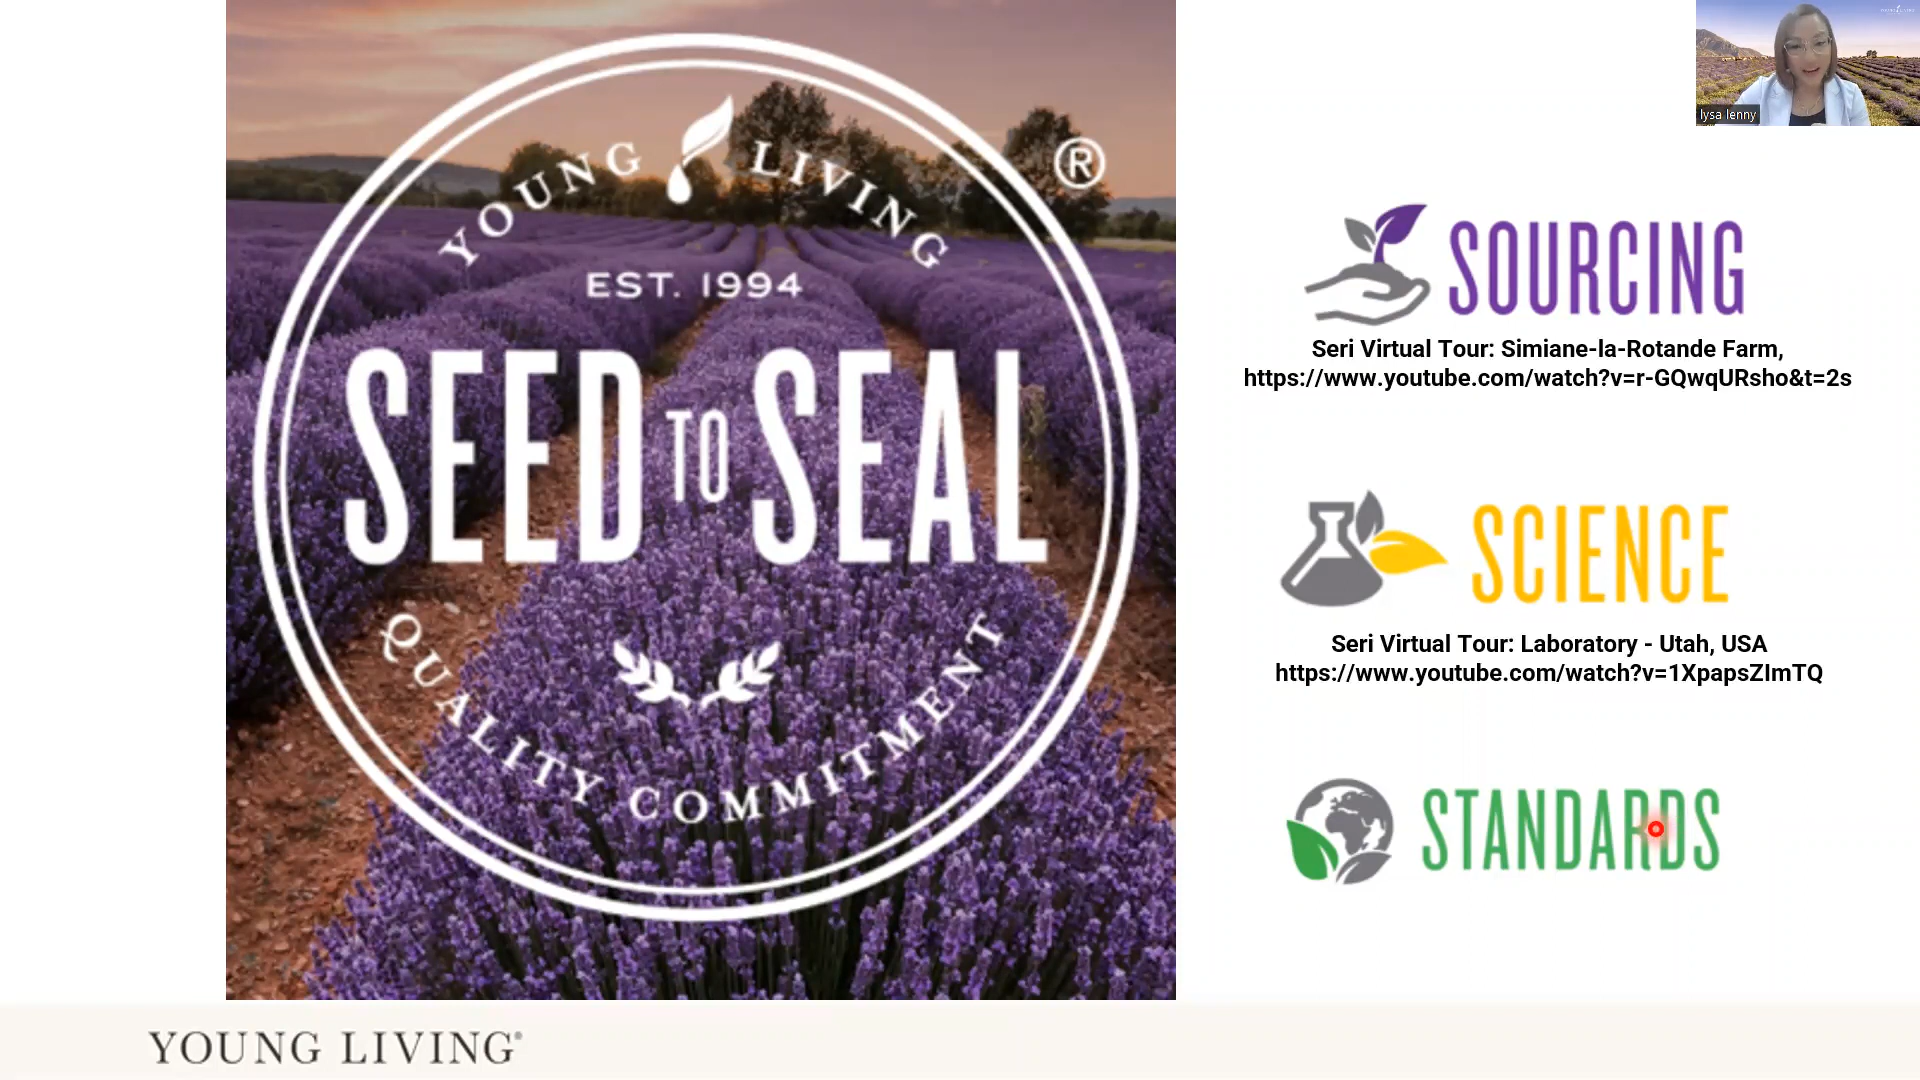 YOUNG LIVING
®
EST. 1994
SEED TO SEAL
QUALITY COMMITMENT
lysa lenny
SOURCING
Seri Virtual Tour: Simiane-la-Rotande Farm,
https://www.youtube.com/watch?v=r-GQwqURsho&t=2s
SCIENCE
Seri Virtual Tour: Laboratory - Utah, USA
https://www.youtube.com/watch?v=1XpapsZImTQ
STANDARDS
YOUNG LIVING®